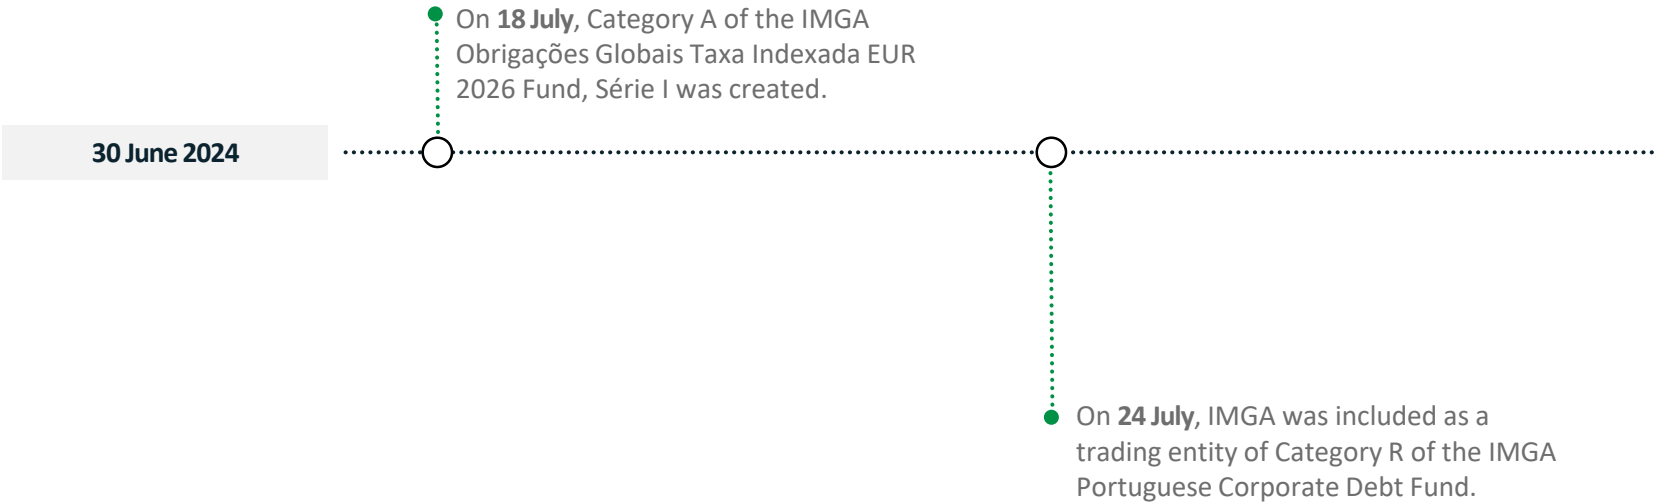 On 18 July, Category A of the IMGA
Obrigações Globais Taxa Indexada EUR
2026 Fund, Série I was created.
30 June 2024
On 24 July, IMGA was included as a
trading entity of Category R of the IMGA
Portuguese Corporate Debt Fund.